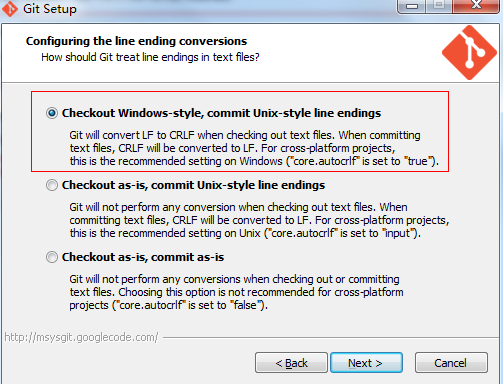 Git Setup
Configuring the line ending conversions
How should Git treat line endings in text files?
Checkout Windows-style, commit Unix-style line endings
Git will convert LF to CRLF when checking out text files. When committing
text files, CRLF will be converted to LF. For cross-platform projects,
this is the recommended setting on Windows ("core.autocrlf" is set to "true").
Checkout as-is, commit Unix-style line endings
Git will not perform any conversion when checking out text files. When
committing text files, CRLF will be converted to LF. For cross-platform projects,
this is the recommended setting on Unix ("core.autocrlf" is set to "input").
Checkout as-is, commit as-is
Git will not perform any conversions when checking out or committing
text files. Choosing this option is not recommended for cross-platform
projects ("core.autocrlf" is set to "false").
http://msysgit.googlecode.com/
< Back
Next >
Cancel